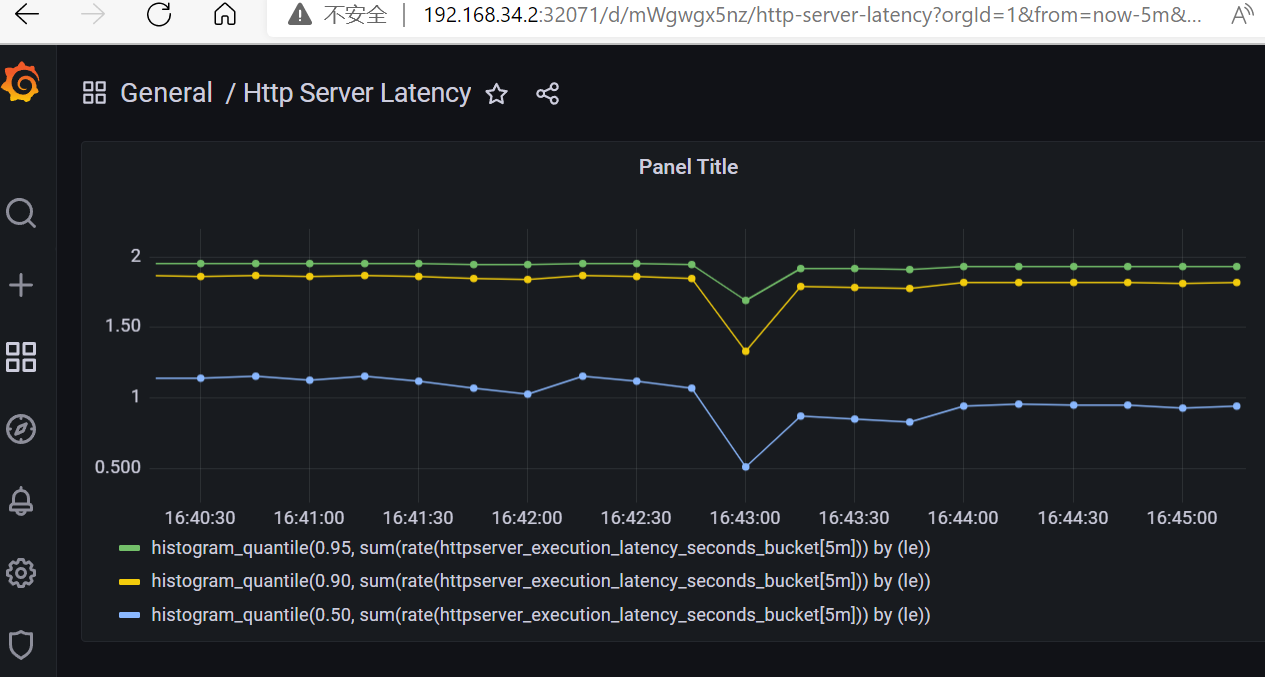 不安全 | 192.168.34.2:32071/d/mWgwgx5nz/http-server-latency?orgId=1&from=now-5m&...
General / Http Server Latency
Panel Title
2
1.50
1
0.500
16:40:30 16:41:00 16:41:30 16:42:00 16:42:30 16:43:00 16:43:30 16:44:00 16:44:30 16:45:00
histogram_quantile(0.95, sum(rate(httpserver_execution_latency_seconds_bucket[5m])) by (le))
histogram_quantile(0.90, sum(rate(httpserver_execution_latency_seconds_bucket[5m])) by (le))
histogram_quantile(0.50, sum(rate(httpserver_execution_latency_seconds_bucket[5m])) by (le))